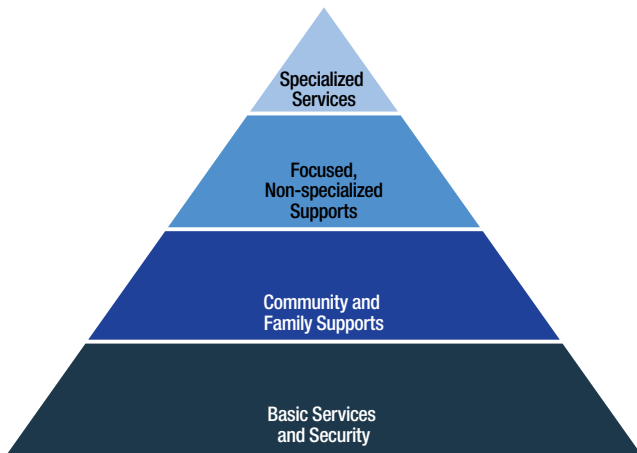 Specialized
Services
Focused,
Non-specialized
Supports
Community and
Family Supports
Basic Services
and Security